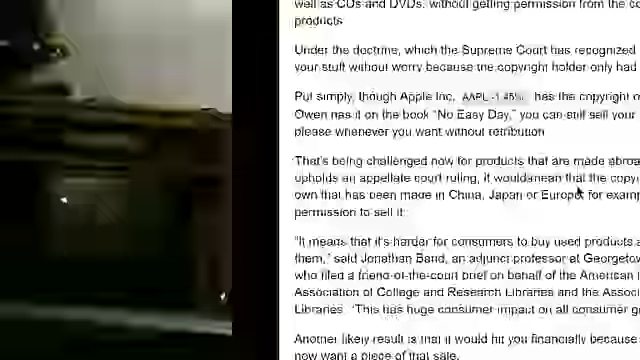 well as CDs and DVDs, without getting permission from the co
products
Under the doctrine, which the Supreme Court has recognized
your stuff without worry because the copyright holder only had
Put simply, though Apple Inc. AAPL -1.45% has the copyright o
Owen has it on the book "No Easy Day," you can still sell your
please whenever you want without retribution
That's being challenged now for products that are made abroa
upholds an appellate court ruling, it wouldanean that the copyri
own that has been made in China, Japan or Europe, for exam
permission to sell it.
"It means that it's harder for consumers to buy used products a
them," said Jonathan Band, an adjunct professor at Georgetow
who filed a friend-of-the-court brief on behalf of the American l
Association of College and Research Libraries and the Associ
Libraries. "This has huge consumer impact on all consumer g
Another likely result is that it would hit you financially because
now want a piece of that sale.